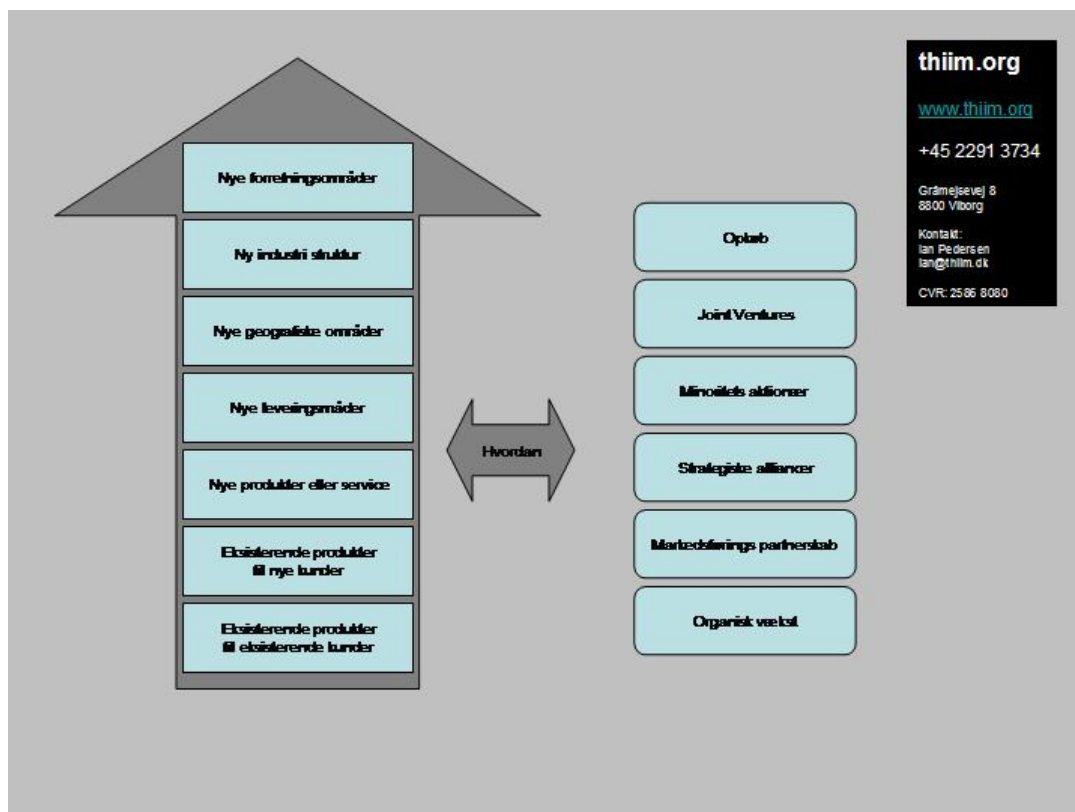 Nye forretningsområder
Ny industri struktur
Nye geografiske områder
Nye leveringsmåder
Nye produkter eller service
Eksisterende produkter
til nye kunder
Eksisterende produkter
til eksisterende kunder
Hvordan
Opkøb
Joint Ventures
Minoritets aktionær
Strategiske alliancer
Markedsførings partnerskab
Organisk vækst
thiim.org
www.thiim.org
+45 2291 3734
Gråmejsevej 8
8800 Viborg
Kontakt:
Ian Pedersen
ian@thiim.dk
CVR: 2586 8080